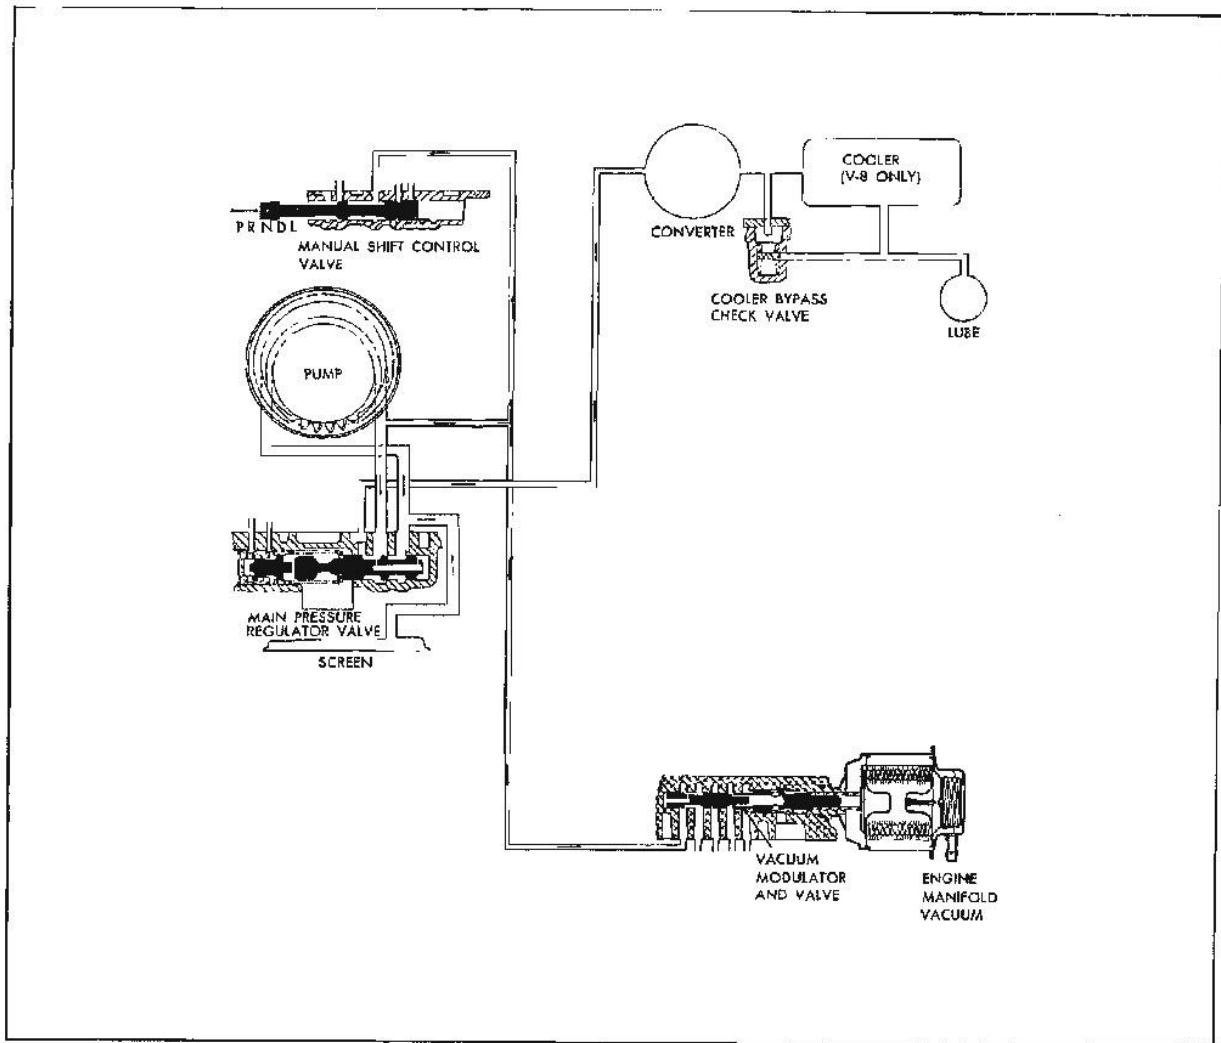 COOLER
(V-8 ONLY)
P R N D L
MANUAL SHIFT CONTROL
VALVE
CONVERTER
COOLER BYPASS
CHECK VALVE
LUBE
PUMP
MAIN PRESSURE
REGULATOR VALVE
SCREEN
VACUUM
MODULATOR
AND VALVE
ENGINE
MANIFOLD
VACUUM